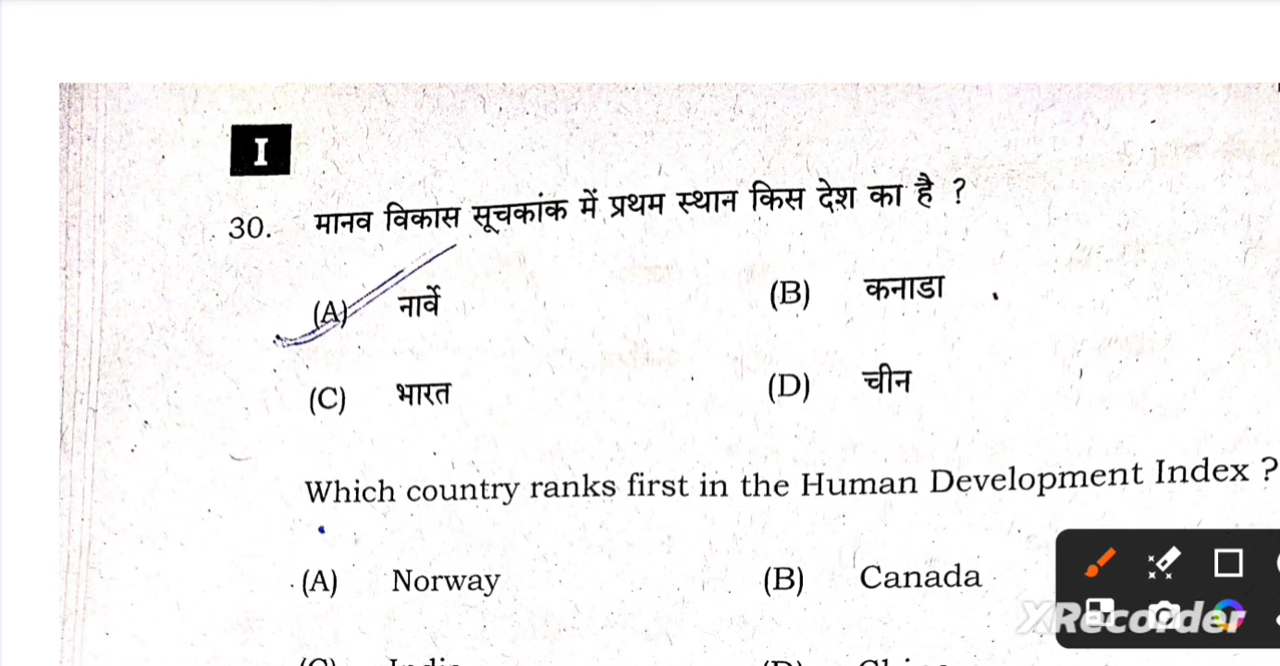 I
30. मानव विकास सूचकांक में प्रथम स्थान किस देश का है ?
(A) नार्वे (B) कनाडा
(C) भारत (D) चीन
Which country ranks first in the Human Development Index ?
(A) Norway (B) Canada
XRecorder